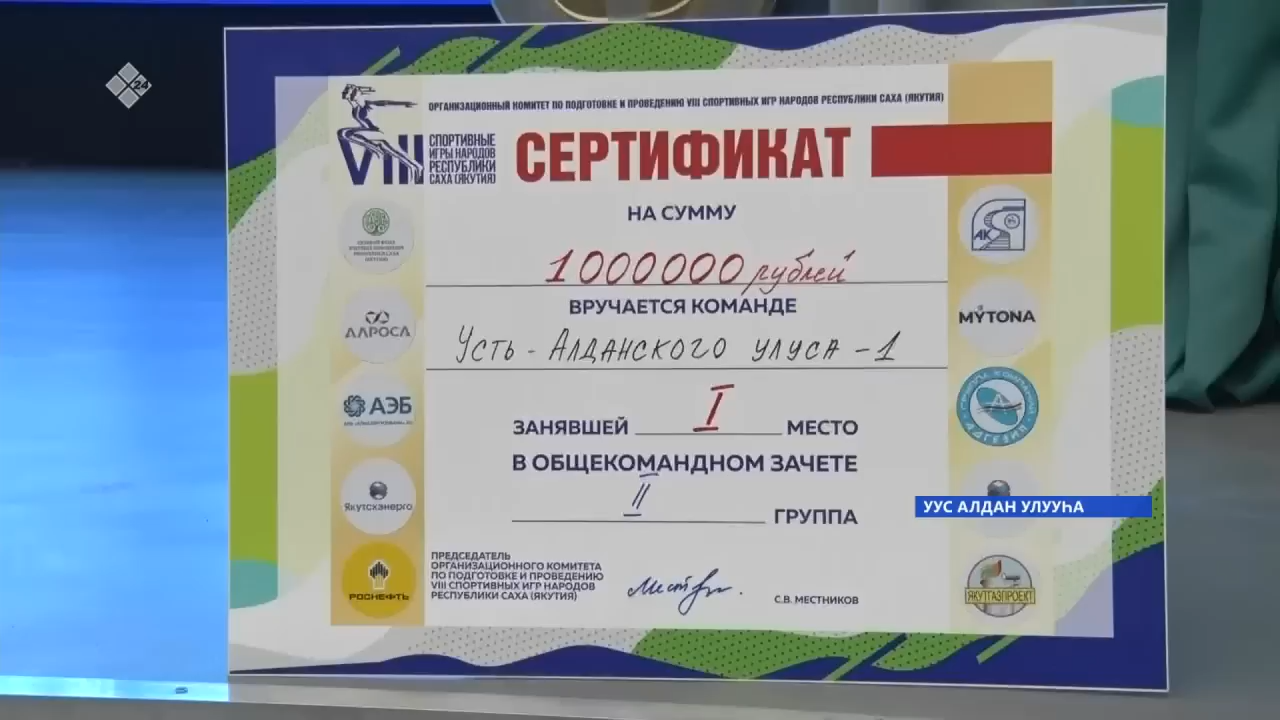 X24
ОРГАНИЗАЦИОННЫЙ КОМИТЕТ ПО ПОДГОТОВКЕ И ПРОВЕДЕНИЮ VIII СПОРТИВНЫХ ИГР НАРОДОВ РЕСПУБЛИКИ САХА (ЯКУТИЯ)
VIII
СПОРТИВНЫЕ
ИГРЫ НАРОДОВ
РЕСПУБЛИКИ
САХА (ЯКУТИЯ)
СЕРТИФИКАТ
НА СУММУ
1000000 рублей
ВРУЧАЕТСЯ КОМАНДЕ
Усть-Алданского улуса-1
ЗАНЯВШЕЙ I МЕСТО
В ОБЩЕКОМАНДНОМ ЗАЧЕТЕ
II ГРУППА
ПРЕДСЕДАТЕЛЬ
ОРГАНИЗАЦИОННОГО КОМИТЕТА
ПО ПОДГОТОВКЕ И ПРОВЕДЕНИЮ
VIII СПОРТИВНЫХ ИГР НАРОДОВ
РЕСПУБЛИКИ САХА (ЯКУТИЯ)
С.В. МЕСТНИКОВ
АЛРОСА
АЭБ
Якутскэнерго
РОСНЕФТЬ
АК
MYTONA
АДГЕЗИЯ
ЯКУТГАЗПРОЕКТ
УУС АЛДАН УЛУУҺА